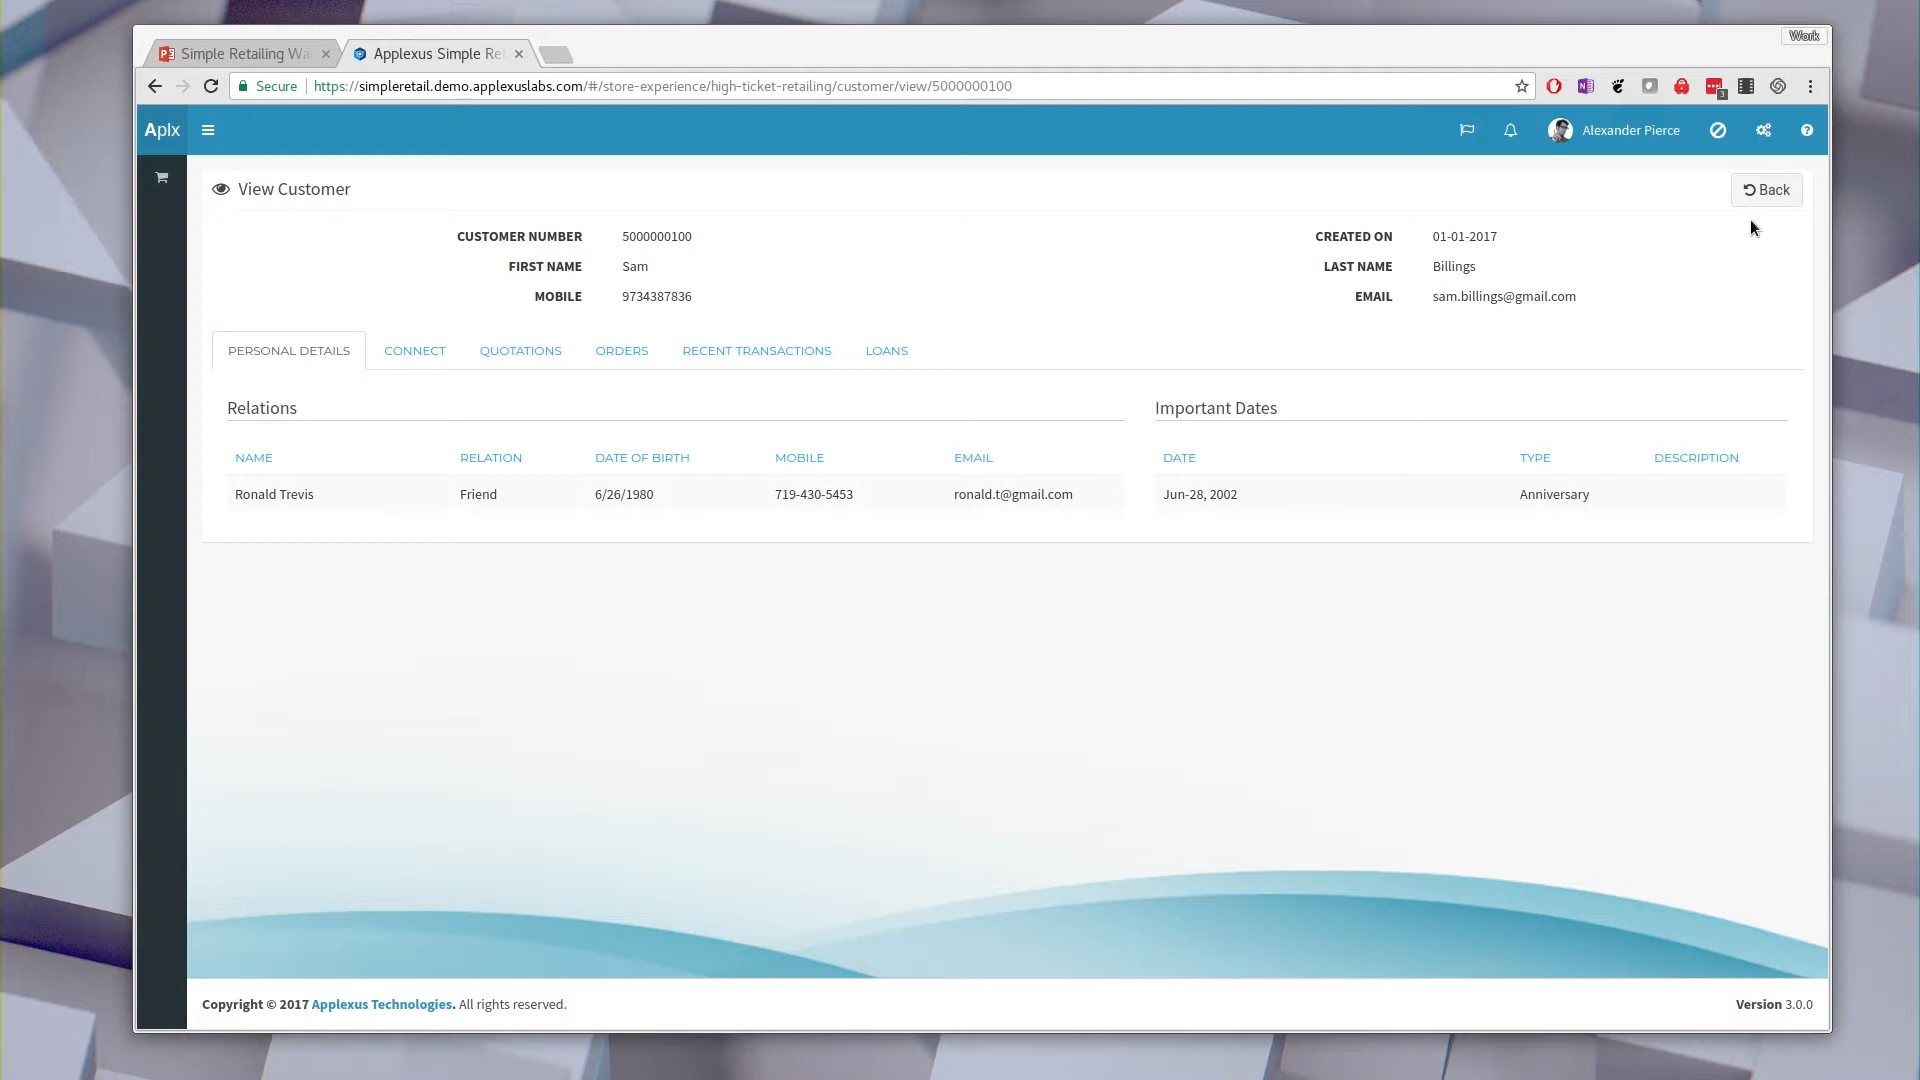 Work
Simple Retailing Wa
Applexus Simple Re
Secure https://simpleretail.demo.applexuslabs.com/#/store-experience/high-ticket-retailing/customer/view/5000000100
3
Aplx
Alexander Pierce
View Customer
Back
CUSTOMER NUMBER 5000000100 CREATED ON 01-01-2017
FIRST NAME Sam LAST NAME Billings
MOBILE 9734387836 EMAIL sam.billings@gmail.com
PERSONAL DETAILS CONNECT QUOTATIONS ORDERS RECENT TRANSACTIONS LOANS
Relations Important Dates
NAME RELATION DATE OF BIRTH MOBILE EMAIL DATE TYPE DESCRIPTION
Ronald Trevis Friend 6/26/1980 719-430-5453 ronald.t@gmail.com Jun-28, 2002 Anniversary
Copyright © 2017 Applexus Technologies. All rights reserved. Version 3.0.0